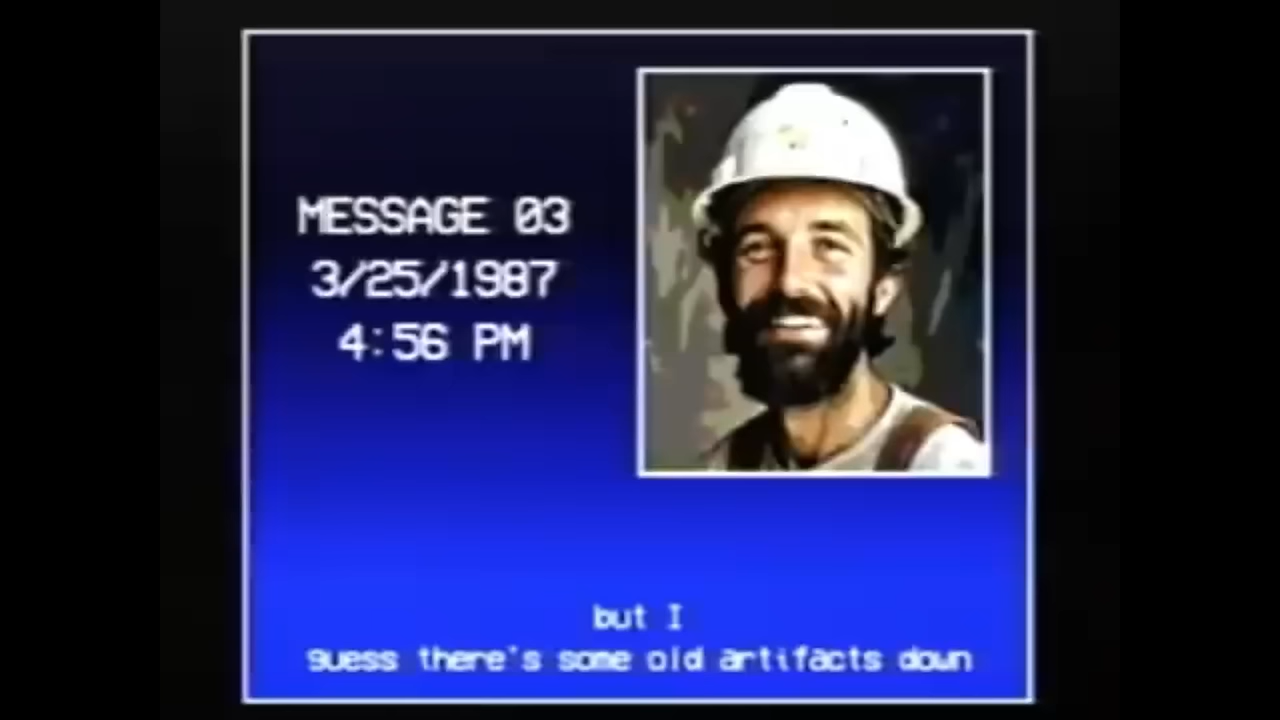 MESSAGE 03
3/25/1987
4:56 PM
but I
guess there's some old artifacts down